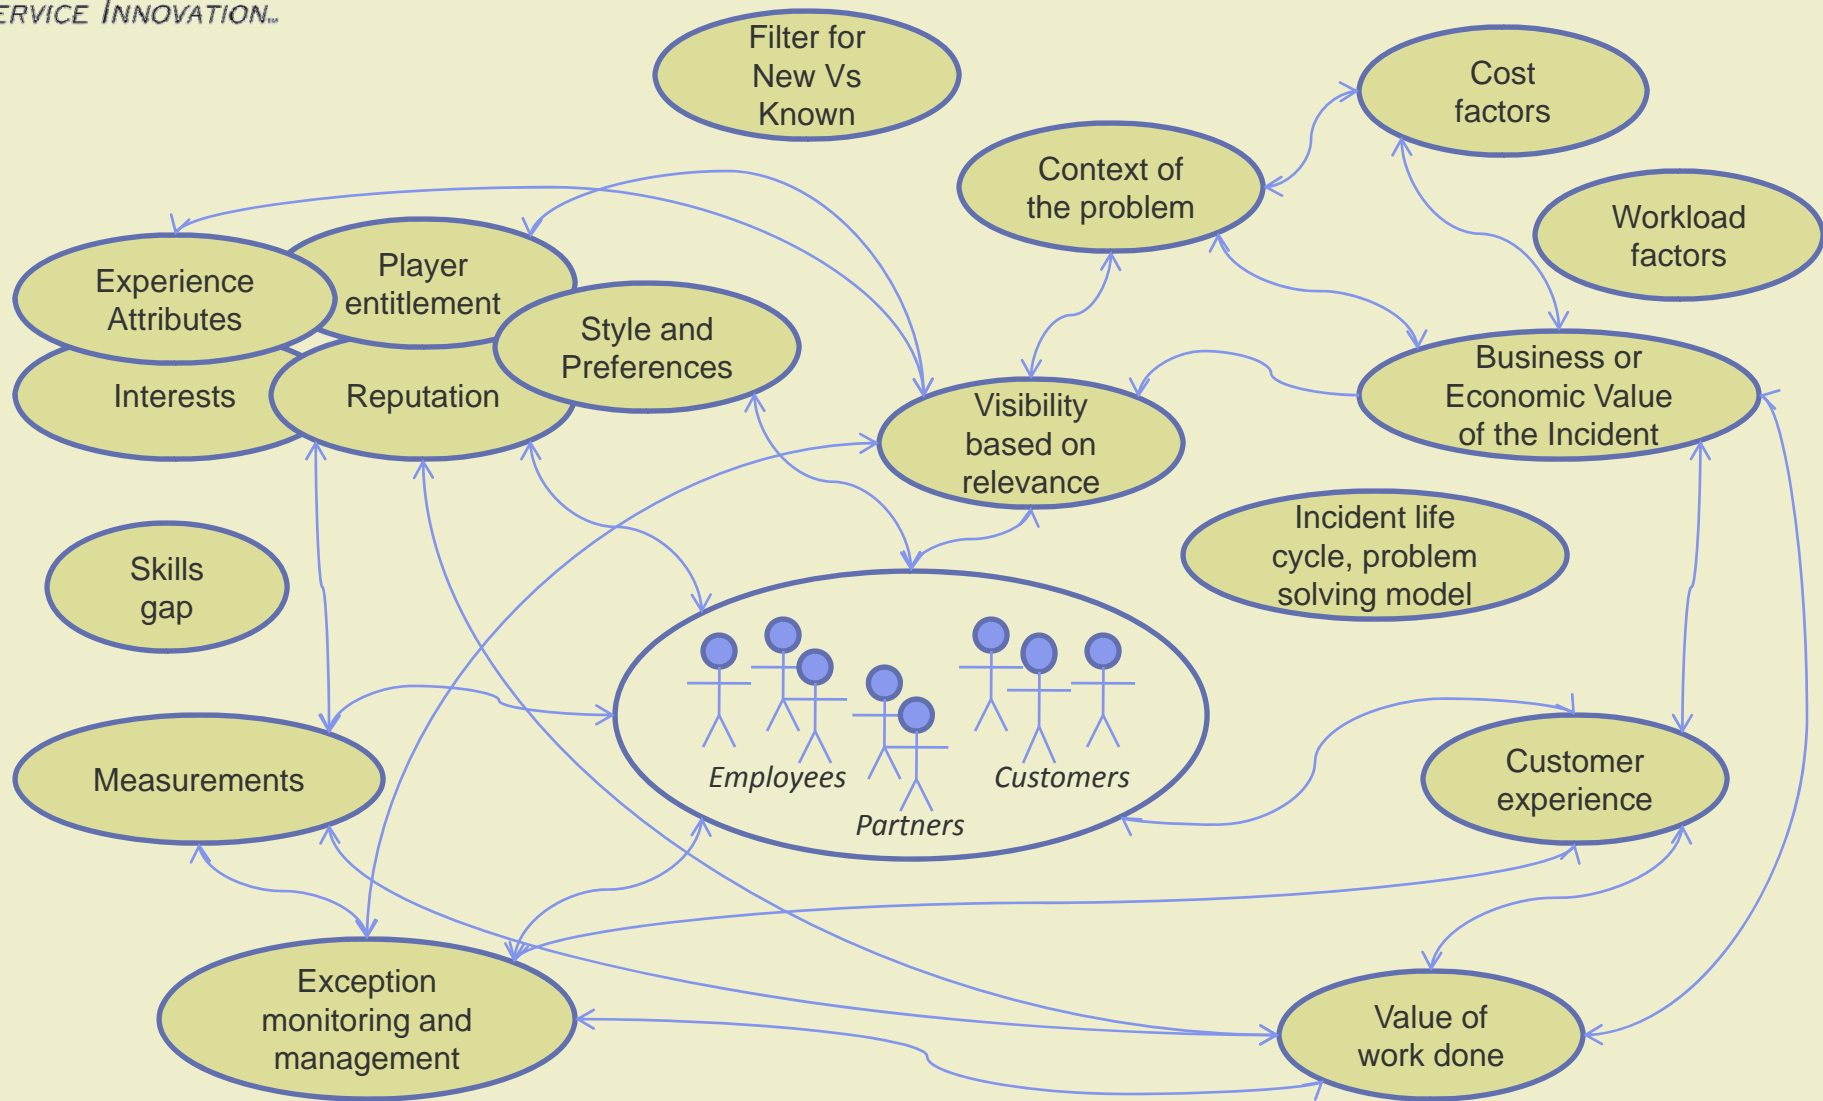 ERVICE INNOVATION
Filter for
New Vs
Known
Cost
factors
Context of
the problem
Workload
factors
Experience
Attributes
Player
entitlement
Style and
Preferences
Interests
Reputation
Visibility
based on
relevance
Business or
Economic Value
of the Incident
Incident life
cycle, problem
solving model
Skills
gap
Employees
Customers
Partners
Measurements
Customer
experience
Exception
monitoring and
management
Value of
work done